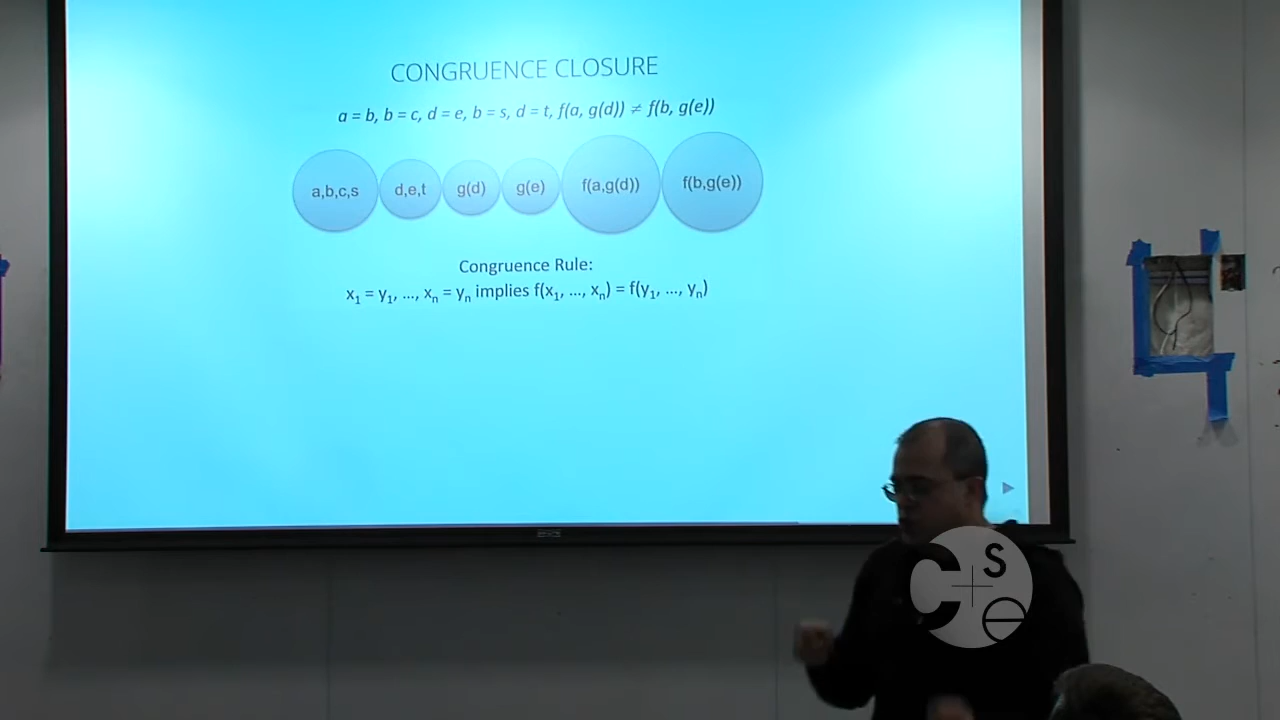 CONGRUENCE CLOSURE
a = b, b = c, d = e, b = s, d = t, f(a, g(d)) ≠ f(b, g(e))
a,b,c,s d,e,t g(d) g(e) f(a,g(d)) f(b,g(e))
Congruence Rule:
x₁ = y₁, …, xₙ = yₙ implies f(x₁, …, xₙ) = f(y₁, …, yₙ)
C s
e